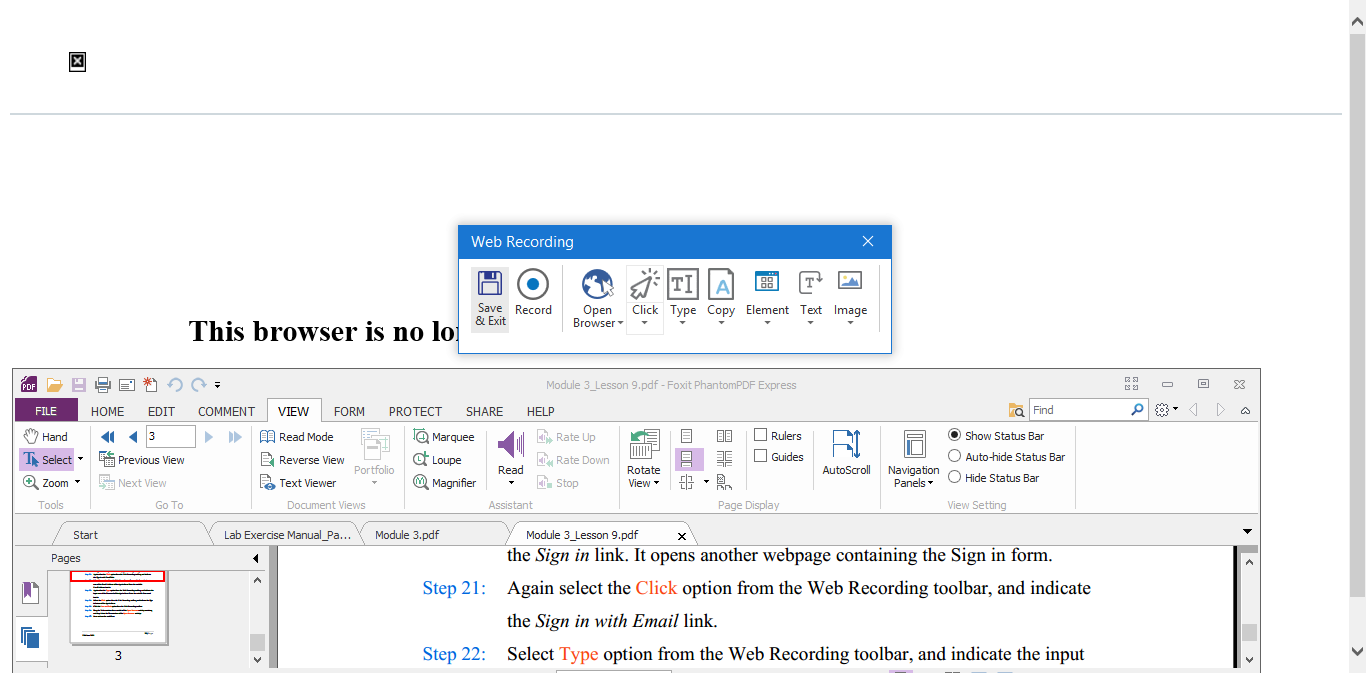 Web Recording
Save & Exit
Record
Open Browser
Click
Type
Copy
Element
Text
Image
This browser is no lo
Module 3_Lesson 9.pdf - Foxit PhantomPDF Express
PDF
FILE HOME EDIT COMMENT VIEW FORM PROTECT SHARE HELP
Find
Hand
Select
Zoom
Tools
3
Previous View
Next View
Go To
Read Mode
Reverse View
Text Viewer
Portfolio
Document Views
Marquee
Loupe
Magnifier
Read
Rate Up
Rate Down
Stop
Assistant
Rotate View
Page Display
Rulers
Guides
AutoScroll
Navigation Panels
Show Status Bar
Auto-hide Status Bar
Hide Status Bar
View Setting
Start
Lab Exercise Manual_Pa...
Module 3.pdf
Module 3_Lesson 9.pdf
Pages
3
the Sign in link. It opens another webpage containing the Sign in form.
Step 21: Again select the Click option from the Web Recording toolbar, and indicate
the Sign in with Email link.
Step 22: Select Type option from the Web Recording toolbar, and indicate the input